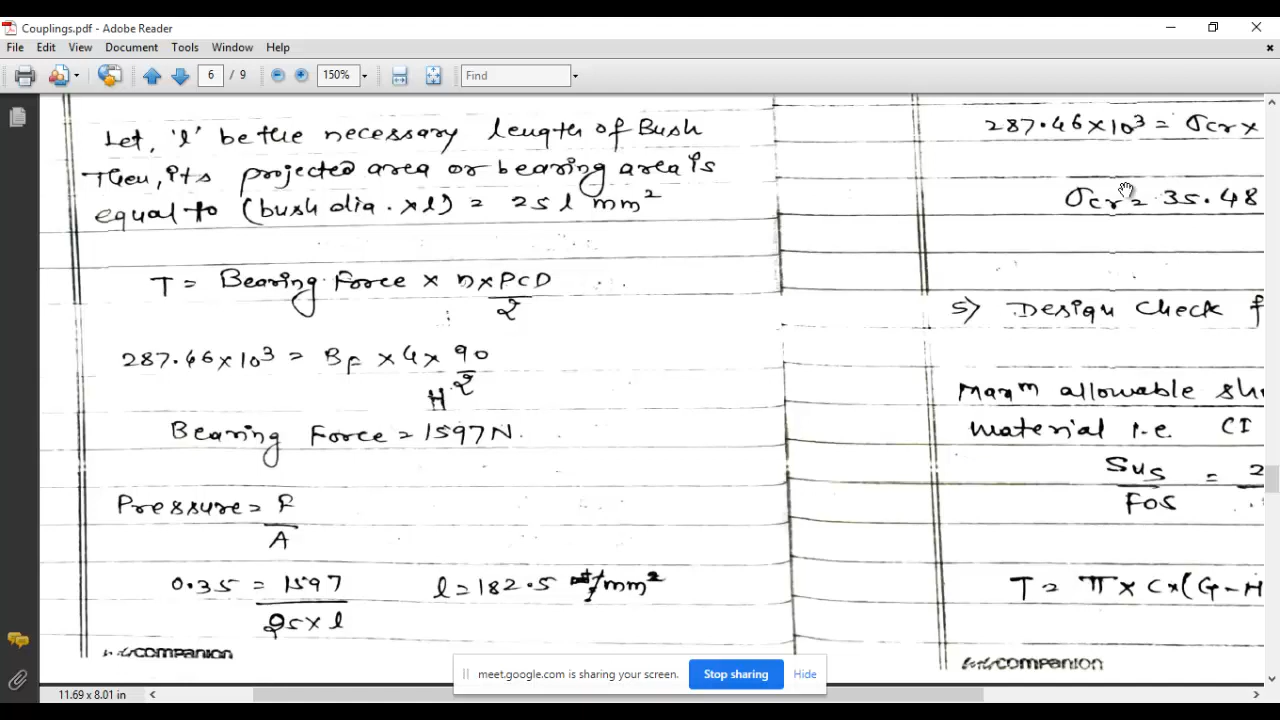 Couplings.pdf - Adobe Reader
File Edit View Document Tools Window Help
6 / 9 150% Find
Let, 'l' be the necessary length of Bush
Then, its projected area or bearing area is
equal to (bush dia. x l) = 25 l mm²
T = Bearing Force x n x PCD
2
287.46 x 10³ = BF x 4 x 90
2
H
Bearing Force = 1597 N.
Pressure = F
A
0.35 = 1597
25 x l
l = 182.5 /mm²
companion
287.46 x 10³ = σcr x
σcr = 35.48
5) Design Check f
Maxm allowable sh
material i.e. CI
Sus = 2
FOS
T = π x C x (G - H
companion
meet.google.com is sharing your screen. Stop sharing Hide
11.69 x 8.01 in